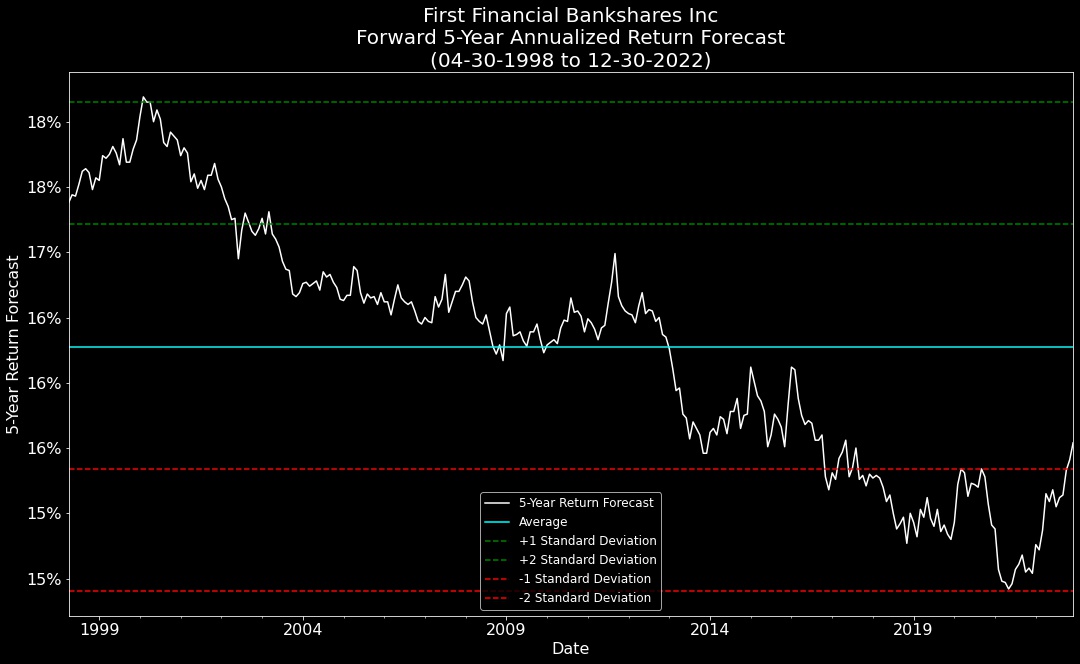 First Financial Bankshares Inc
Forward 5-Year Annualized Return Forecast
(04-30-1998 to 12-30-2022)
18%
18%
17%
16%
16%
16%
15%
15%
5-Year Return Forecast
5-Year Return Forecast
Average
+1 Standard Deviation
+2 Standard Deviation
-1 Standard Deviation
-2 Standard Deviation
1999
2004
2009
2014
2019
Date